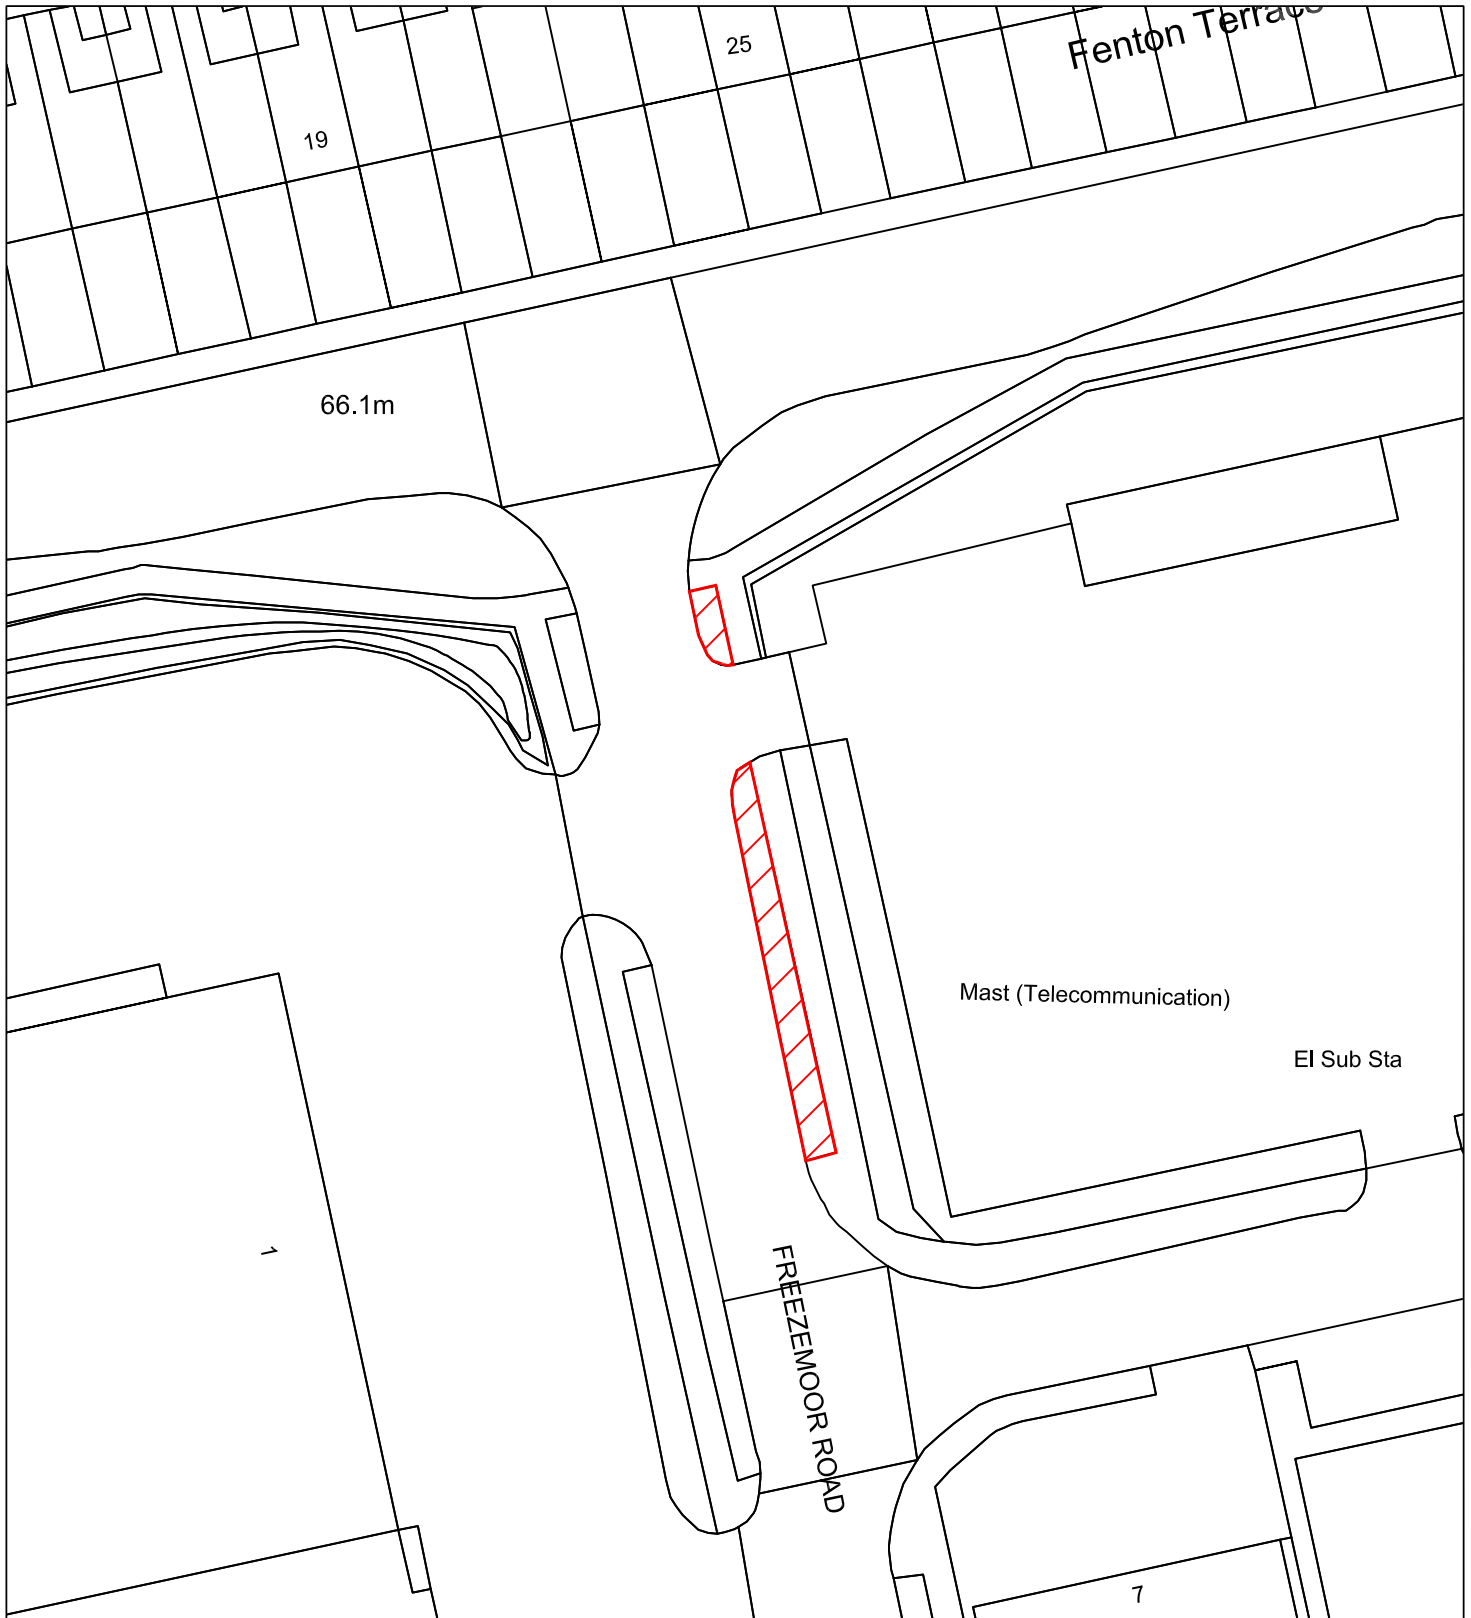 Fenton Terrace
25
19
66.1m
Mast (Telecommunication)
El Sub Sta
1
FREEZEMOOR ROAD
7